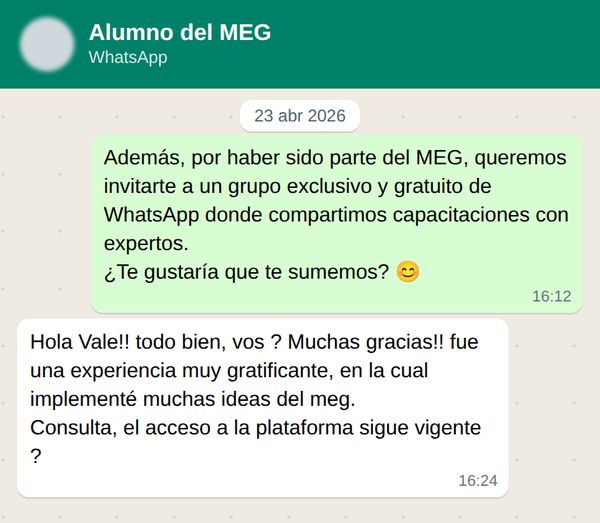 Alumno del MEG
WhatsApp
23 abr 2026
Además, por haber sido parte del MEG, queremos
invitarte a un grupo exclusivo y gratuito de
WhatsApp donde compartimos capacitaciones con
expertos.
¿Te gustaría que te sumemos? 😊
16:12
Hola Vale!! todo bien, vos ? Muchas gracias!! fue
una experiencia muy gratificante, en la cual
implementé muchas ideas del meg.
Consulta, el acceso a la plataforma sigue vigente
?
16:24